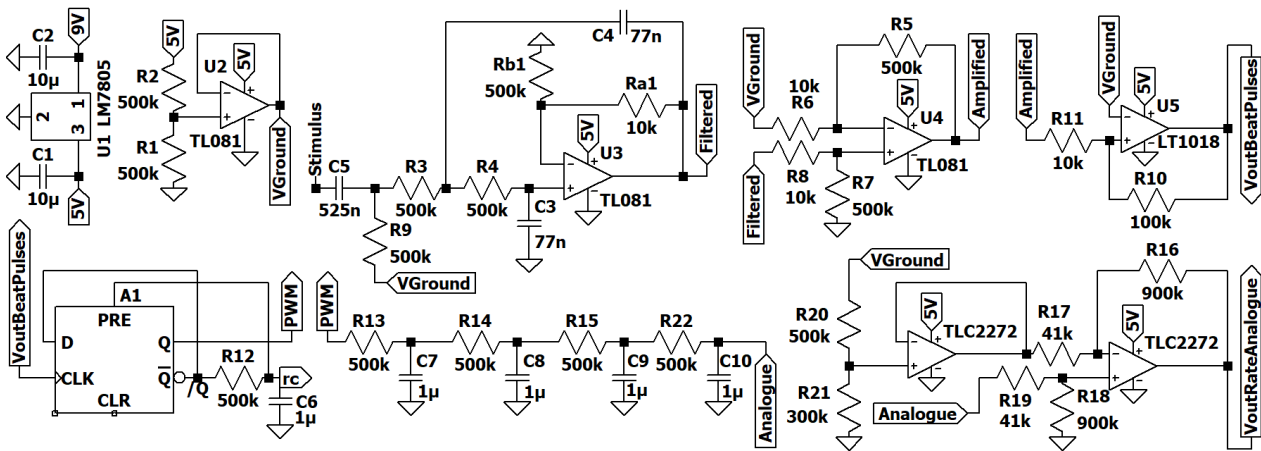 C2
10µ
9V
1
2
3
U1 LM7805
C1
10µ
5V
5V
R2
500k
R1
500k
U2
5V
TL081
VGround
Stimulus
C5
525n
R9
500k
VGround
R3
500k
R4
500k
C3
77n
C4
77n
Rb1
500k
Ra1
10k
5V
U3
TL081
Filtered
VGround
10k
R6
Filtered
R8
10k
R5
500k
5V
U4
TL081
R7
500k
Amplified
Amplified
R11
10k
VGround
5V
U5
LT1018
R10
100k
VoutBeatPulses
VoutBeatPulses
A1
PRE
D
Q
CLK
Q
/Q
CLR
R12
500k
rc
C6
1µ
PWM
PWM
R13
500k
C7
1µ
R14
500k
C8
1µ
R15
500k
C9
1µ
R22
500k
C10
1µ
Analogue
VGround
R20
500k
R21
300k
5V
TLC2272
R17
41k
R16
900k
5V
TLC2272
Analogue
R19
41k
R18
900k
VoutRateAnalogue